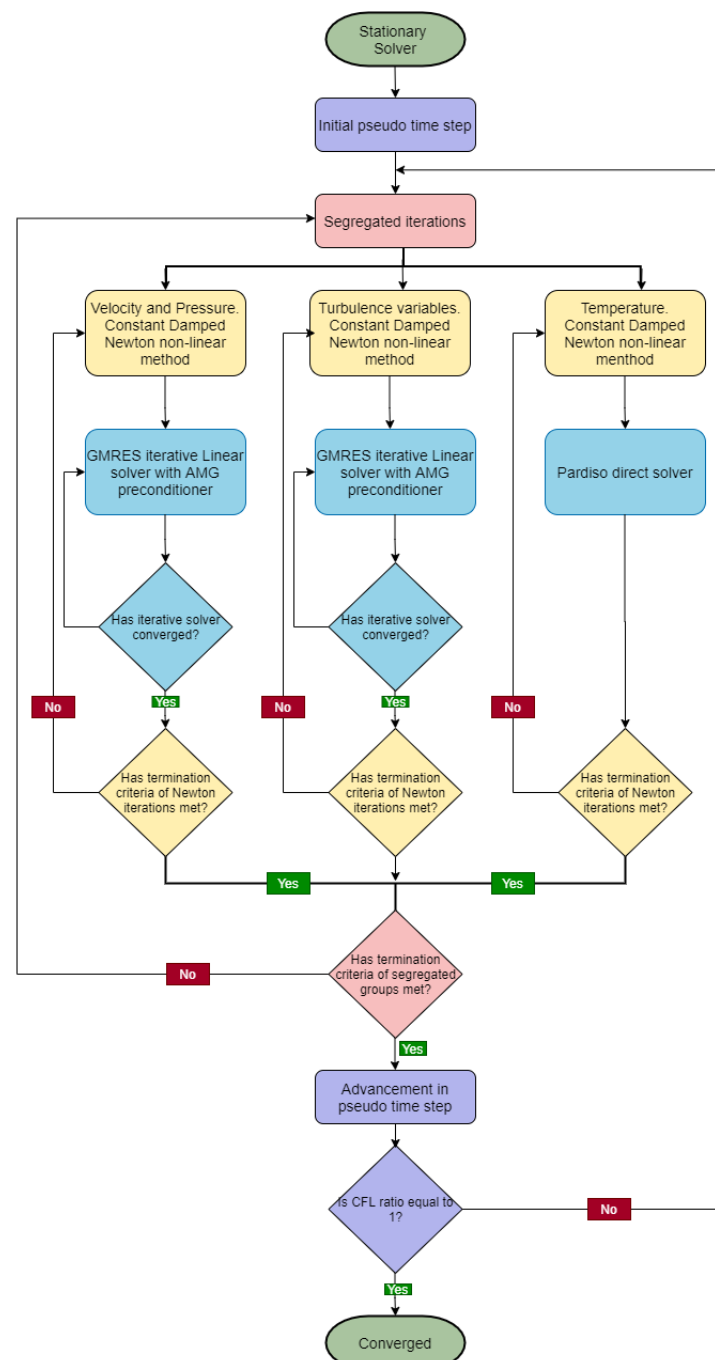 Stationary
Solver
Initial pseudo time step
Segregated iterations
Velocity and Pressure.
Constant Damped
Newton non-linear
method
Turbulence variables.
Constant Damped
Newton non-linear
method
Temperature.
Constant Damped
Newton non-linear
menthod
GMRES iterative Linear
solver with AMG
preconditioner
GMRES iterative Linear
solver with AMG
preconditioner
Pardiso direct solver
Has iterative solver
converged?
Has iterative solver
converged?
No
Yes
No
Yes
No
Has termination
criteria of Newton
iterations met?
Has termination
criteria of Newton
iterations met?
Has termination
criteria of Newton
iterations met?
Yes
Yes
Has termination
criteria of segregated
groups met?
No
Yes
Advancement in
pseudo time step
Is CFL ratio equal to
1?
No
Yes
Converged